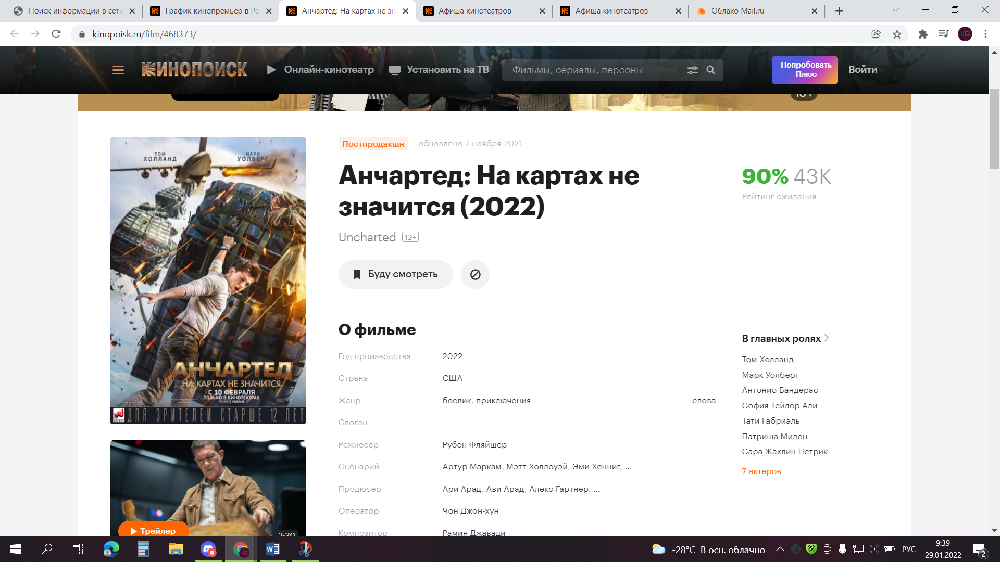 Поиск информации в сети
График кинопремьер в Ро
Анчартед: На картах не зн
Афиша кинотеатров
Афиша кинотеатров
Облако Mail.ru
kinopoisk.ru/film/468373/
КИНОПОИСК
Онлайн-кинотеатр
Установить на ТВ
Фильмы, сериалы, персоны
Попробовать
Плюс
Войти
ТОМ
ХОЛЛАНД
МАРК
УОЛБЕРГ
АНЧАРТЕД
НА КАРТАХ НЕ ЗНАЧИТСЯ
С 10 ФЕВРАЛЯ
ТОЛЬКО В КИНОТЕАТРАХ
ТАКЖЕ В IMAX
ДЛЯ ЗРИТЕЛЕЙ СТАРШЕ 12 ЛЕТ
Трейлер
2:30
Постпродакшн – обновлено 7 ноября 2021
Анчартед: На картах не
значится (2022)
Uncharted 12+
Буду смотреть
90% 43K
Рейтинг ожидания
О фильме
Год производства 2022
Страна США
Жанр боевик, приключения слова
Слоган —
Режиссер Рубен Фляйшер
Сценарий Артур Маркам, Мэтт Холлоуэй, Эми Хенниг, ...
Продюсер Ари Арад, Ави Арад, Алекс Гартнер, ...
Оператор Чон Джон-хун
Композитор Рамин Джавади
В главных ролях
Том Холланд
Марк Уолберг
Антонио Бандерас
София Тейлор Али
Тати Габриэль
Патриша Миден
Сара Жаклин Петрик
7 актеров
-28°C В осн. облачно
РУС
9:39
29.01.2022
2